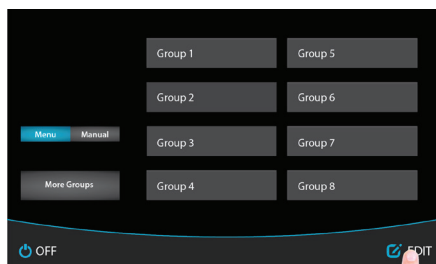 Group 1
Group 5
Group 2
Group 6
Menu
Manual
Group 3
Group 7
More Groups
Group 4
Group 8
OFF
EDIT